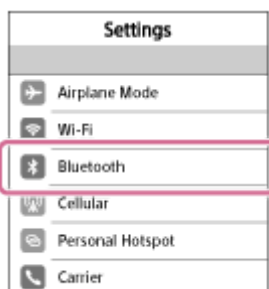 Settings
Airplane Mode
Wi-Fi
Bluetooth
Cellular
Personal Hotspot
Carrier